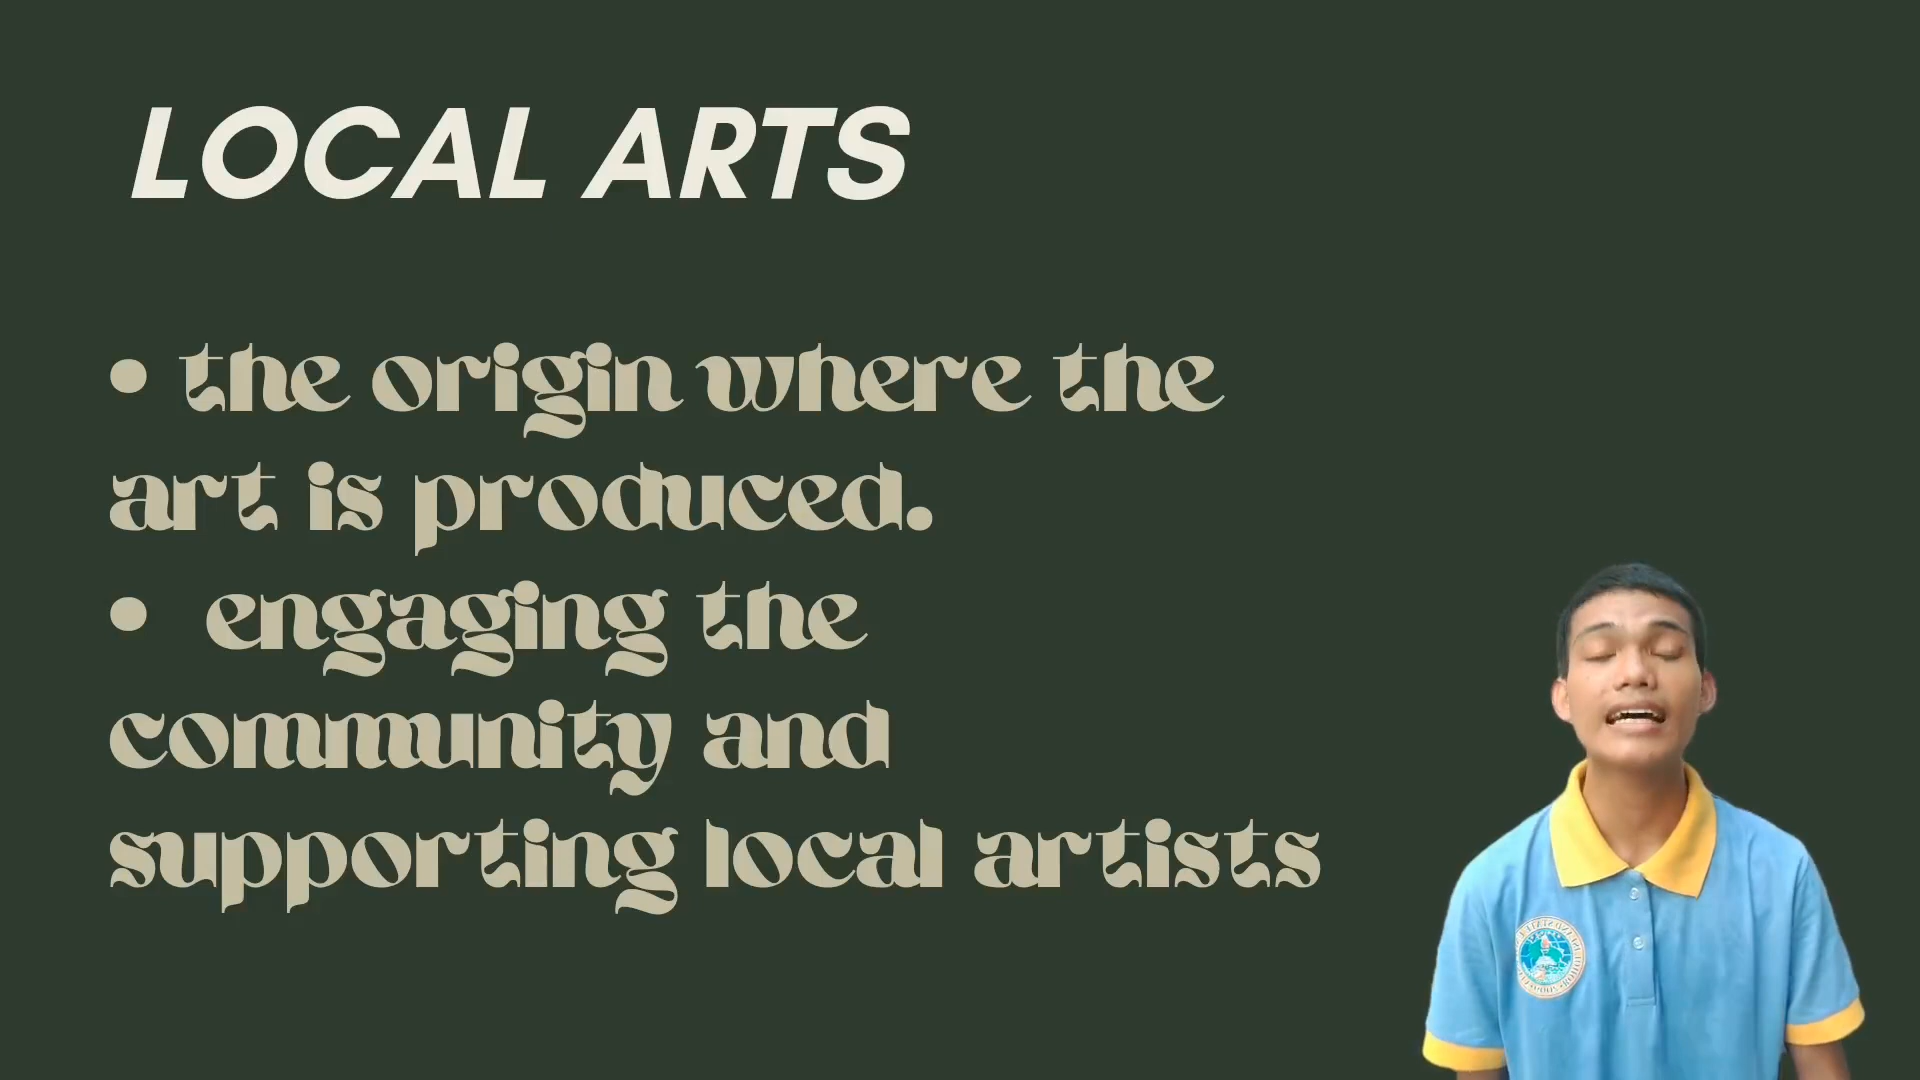 LOCAL ARTS
• the origin where the
art is produced.
• engaging the
community and
supporting local artists